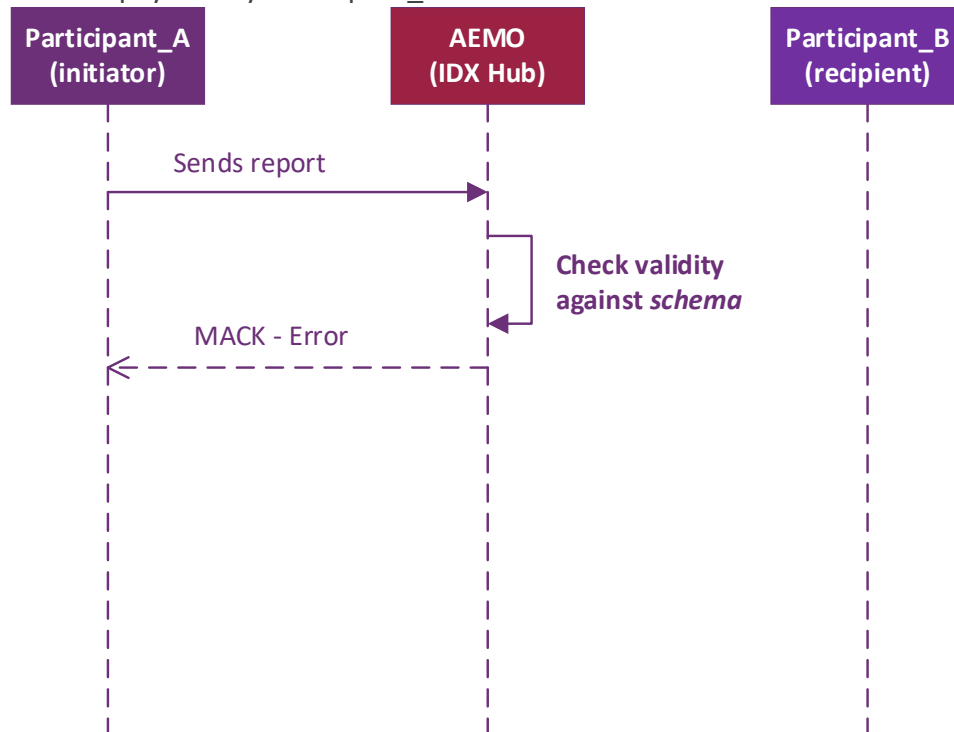 Participant_A
(initiator)
AEMO
(IDX Hub)
Participant_B
(recipient)
Sends report
Check validity
against schema
MACK - Error